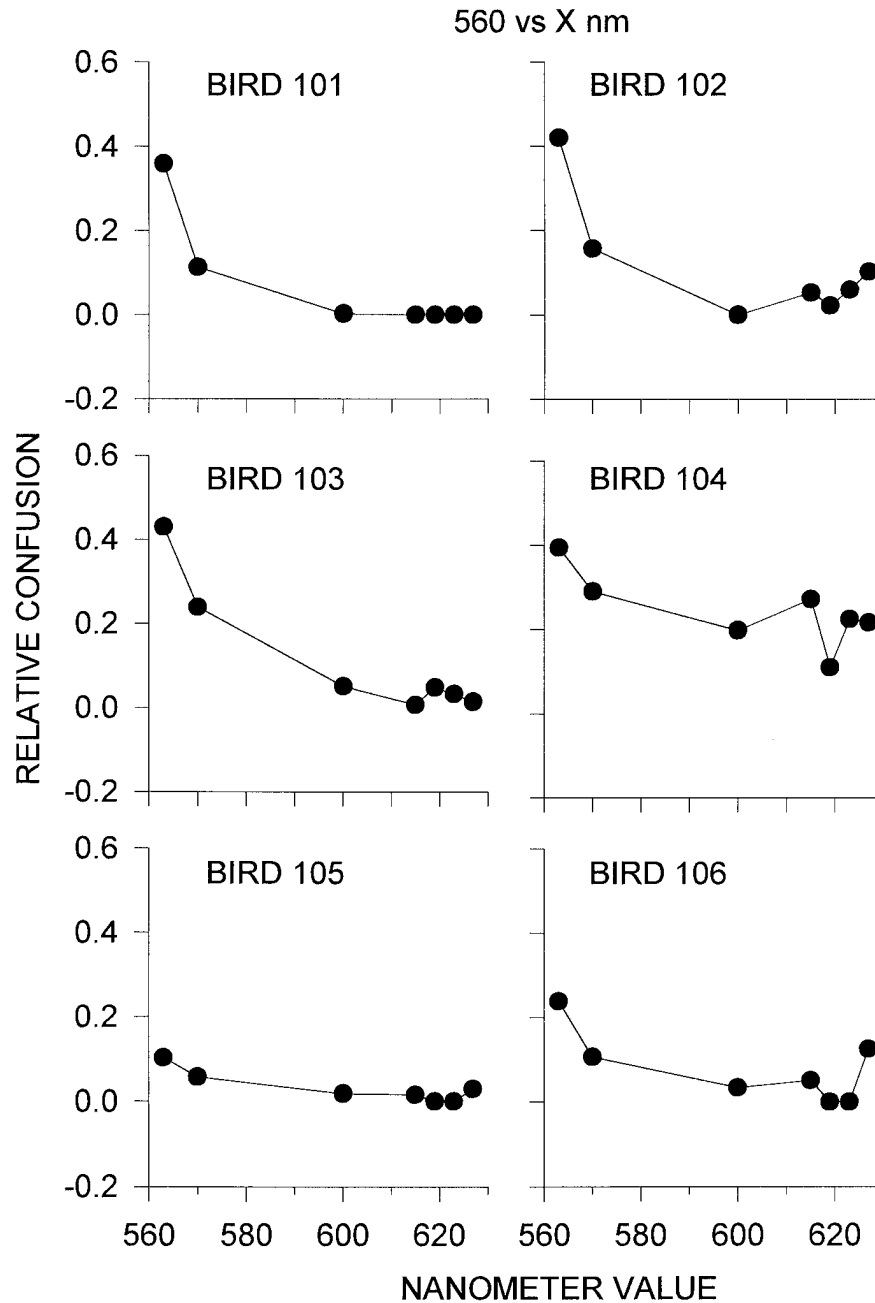 560 vs X nm
BIRD 101
BIRD 102
0.6
0.4
0.2
0.0
-0.2
BIRD 103
BIRD 104
0.6
0.4
0.2
0.0
-0.2
BIRD 105
BIRD 106
0.6
0.4
0.2
0.0
-0.2
RELATIVE CONFUSION
560 580 600 620
560 580 600 620
NANOMETER VALUE